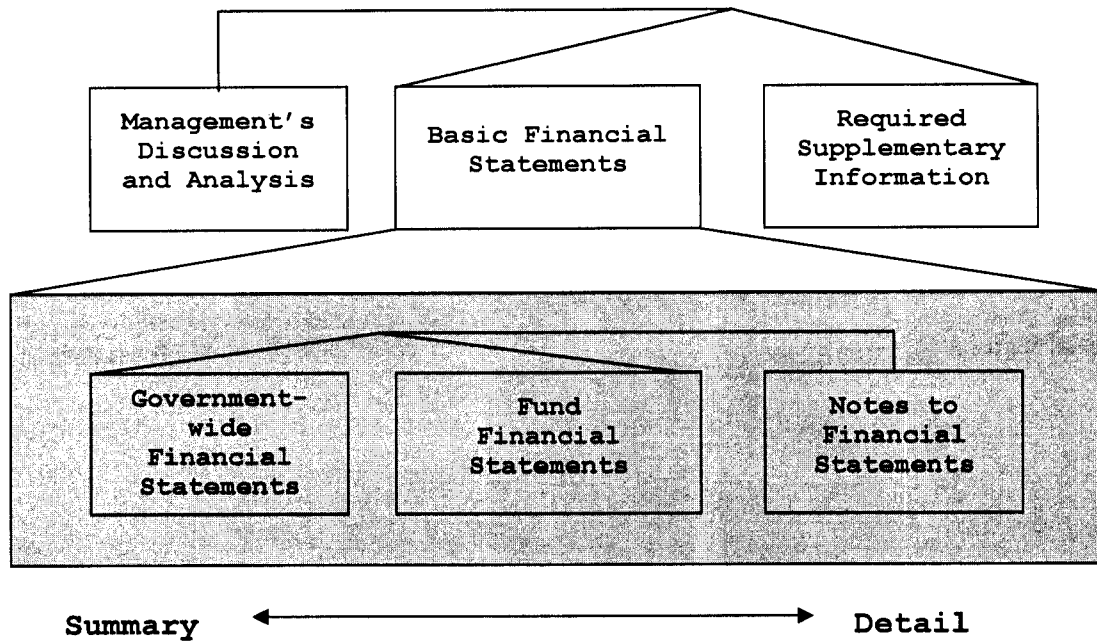 Management's
Discussion
and Analysis
Basic Financial
Statements
Required
Supplementary
Information
Government-
wide
Financial
Statements
Fund
Financial
Statements
Notes to
Financial
Statements
Summary
Detail